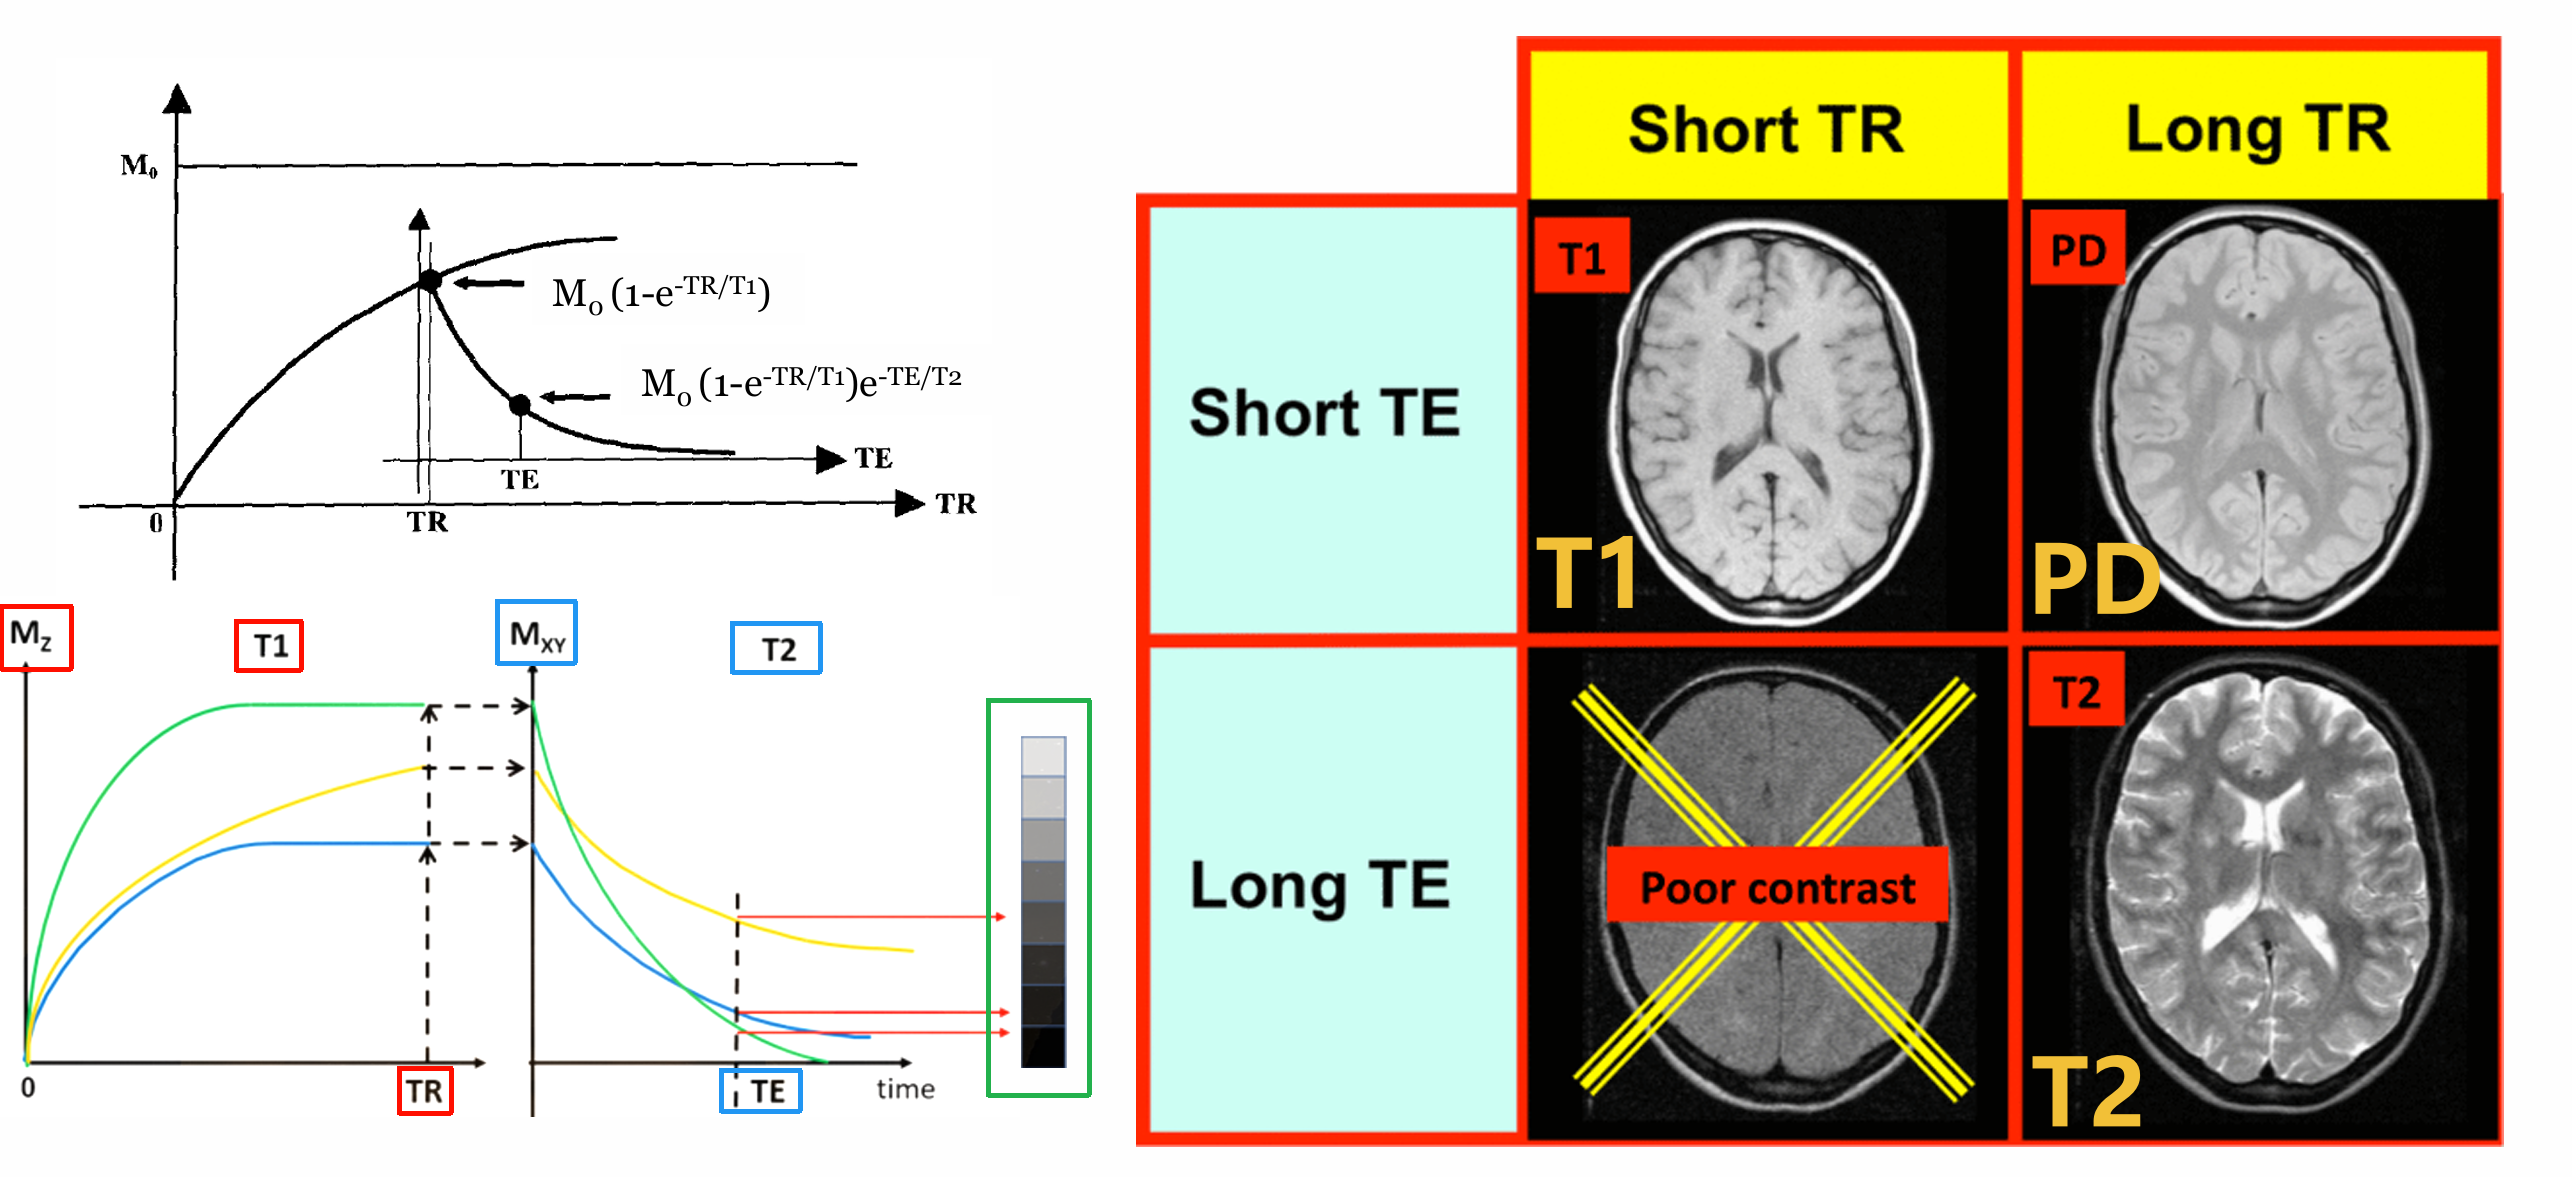 M₀
M₀ (1-e^-TR/T1)
M₀ (1-e^-TR/T1)e^-TE/T2
TE
TE
TR
0
TR
M_Z
T1
M_XY
T2
0
TR
TE
time
Short TR
Long TR
Short TE
T1
T1
PD
PD
Long TE
Poor contrast
T2
T2